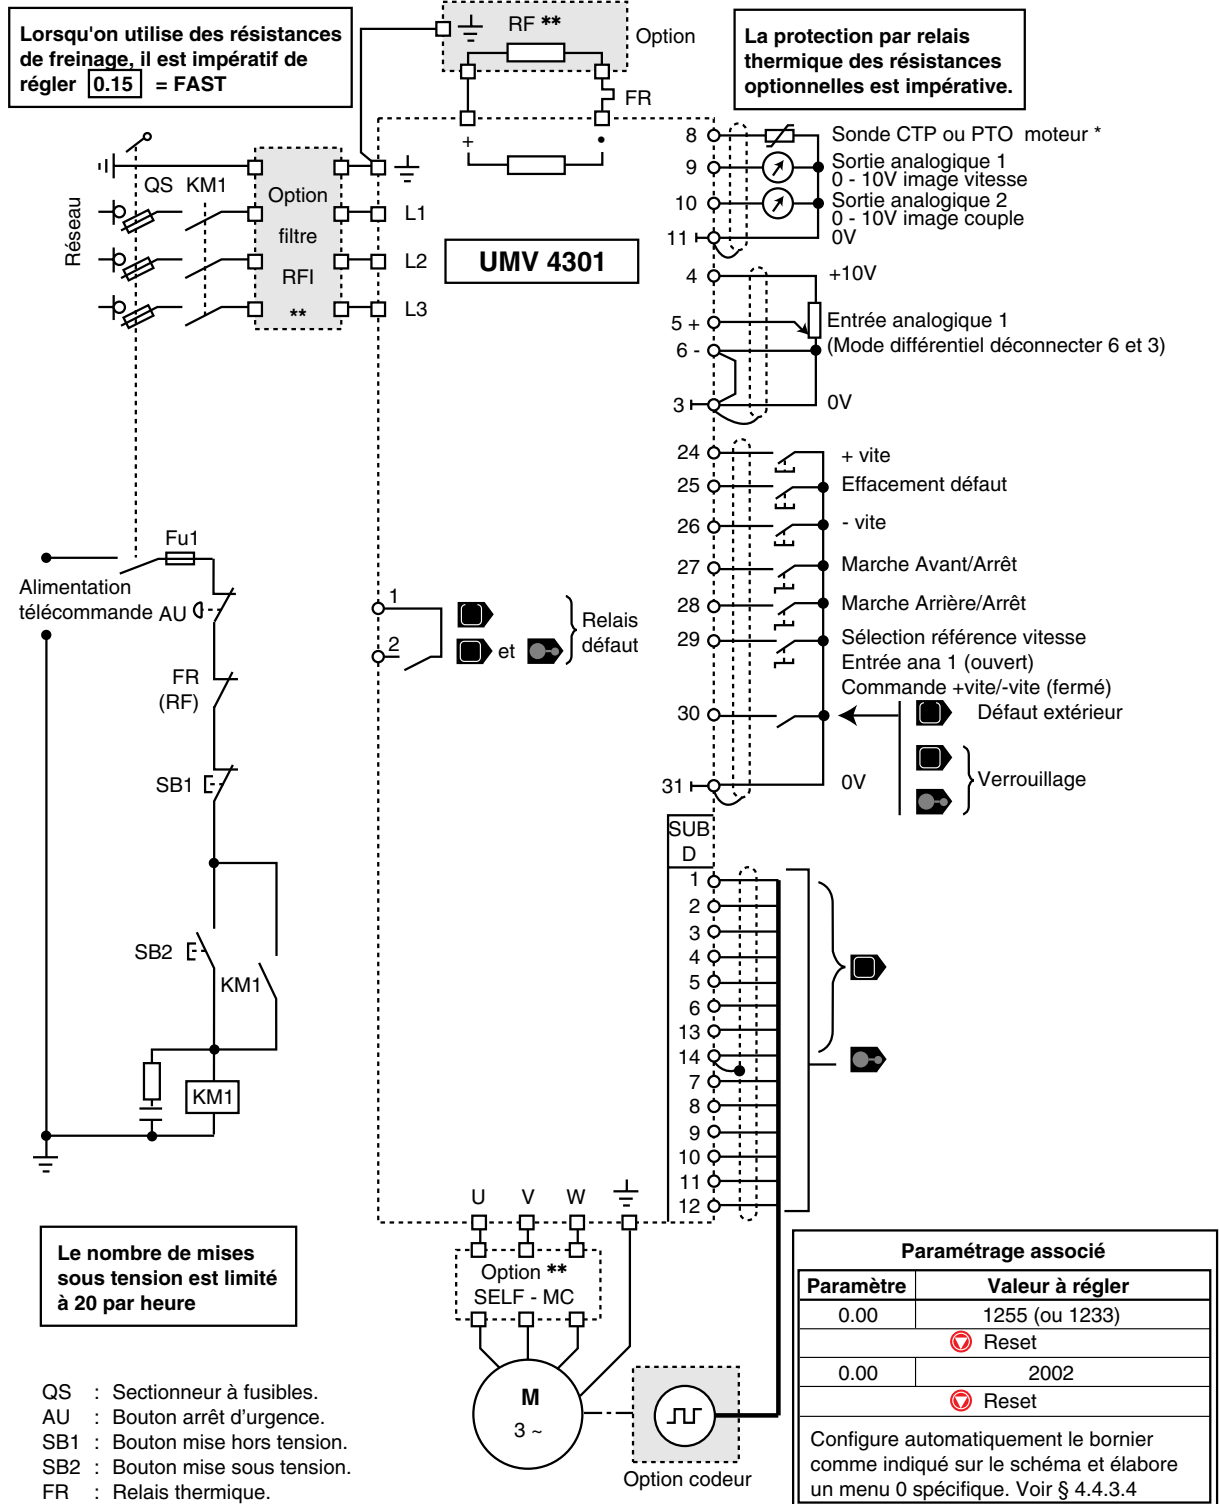 Lorsqu'on utilise des résistances
de freinage, il est impératif de
régler 0.15 = FAST
RF **
Option
FR
La protection par relais
thermique des résistances
optionnelles est impérative.
+
•
QS KM1
Réseau
Option
filtre
RFI
**
L1
L2
L3
UMV 4301
8 Sonde CTP ou PTO moteur *
9 Sortie analogique 1
0 - 10V image vitesse
10 Sortie analogique 2
0 - 10V image couple
11 0V
4 +10V
5 + Entrée analogique 1
6 - (Mode différentiel déconnecter 6 et 3)
3 0V
24 + vite
25 Effacement défaut
26 - vite
27 Marche Avant/Arrêt
28 Marche Arrière/Arrêt
29 Sélection référence vitesse
Entrée ana 1 (ouvert)
Commande +vite/-vite (fermé)
30 Défaut extérieur
Verrouillage
31 0V
Fu1
Alimentation
télécommande AU
FR
(RF)
SB1
SB2
KM1
KM1
1
2
et
Relais
défaut
SUB
D
1
2
3
4
5
6
13
14
7
8
9
10
11
12
U V W
Option **
SELF - MC
M
3 ~
Option codeur
Le nombre de mises
sous tension est limité
à 20 par heure
QS : Sectionneur à fusibles.
AU : Bouton arrêt d'urgence.
SB1 : Bouton mise hors tension.
SB2 : Bouton mise sous tension.
FR : Relais thermique.
Paramétrage associé
Paramètre Valeur à régler
0.00 1255 (ou 1233)
Reset
0.00 2002
Reset
Configure automatiquement le bornier
comme indiqué sur le schéma et élabore
un menu 0 spécifique. Voir § 4.4.3.4